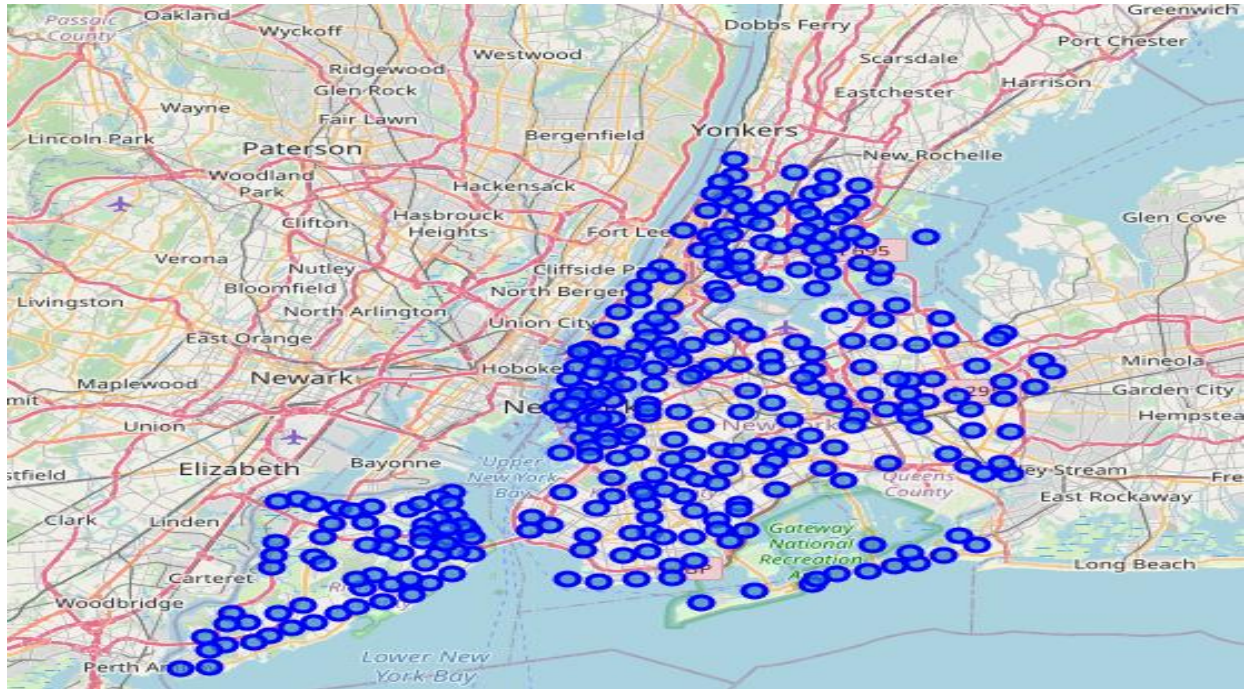 Passaic
County
Oakland
Wyckoff
Westwood
Dobbs Ferry
Greenwich
Port Chester
Scarsdale
Harrison
Eastchester
Ridgewood
Glen Rock
Wayne
Fair Lawn
Lincoln Park
Bergenfield
Yonkers
Paterson
New Rochelle
Woodland
Park
Hackensack
Clifton
Hasbrouck
Heights
Fort Lee
Glen Cove
Verona
Nutley
Cliffside
Bloomfield
North Bergen
Livingston
North Arlington
Union City
East Orange
Hoboken
Mineola
Maplewood
Newark
Garden City
Union
New York
Hempstea
Elizabeth
Bayonne
Upper
New York
Bay
Queens
County
ey Stream
East Rockaway
Clark
Linden
Gateway
National
Recreation
Carteret
Long Beach
Woodbridge
Perth Am
Lower New
York Bay